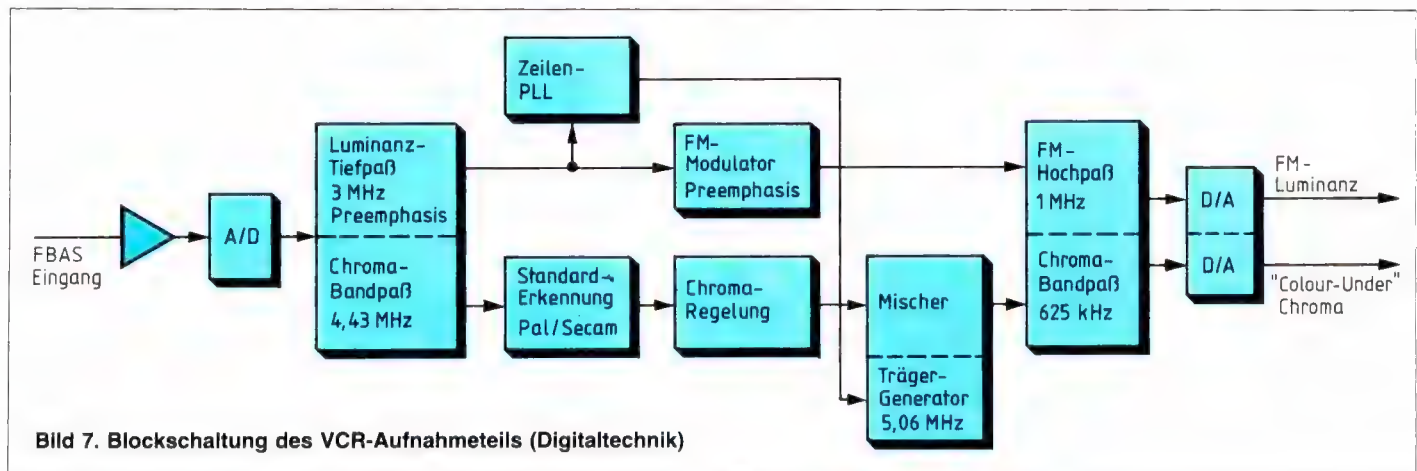 FBAS
Eingang
A/D
Luminanz-
Tiefpaß
3 MHz
Preemphasis
Chroma-
Bandpaß
4,43 MHz
Zeilen-
PLL
FM-
Modulator
Preemphasis
Standard-
Erkennung
Pal/Secam
Chroma-
Regelung
Mischer
Träger-
Generator
5,06 MHz
FM-
Hochpaß
1 MHz
Chroma-
Bandpaß
625 kHz
D/A
D/A
FM-
Luminanz
"Colour-Under"
Chroma
Bild 7. Blockschaltung des VCR-Aufnahmeteils (Digitaltechnik)